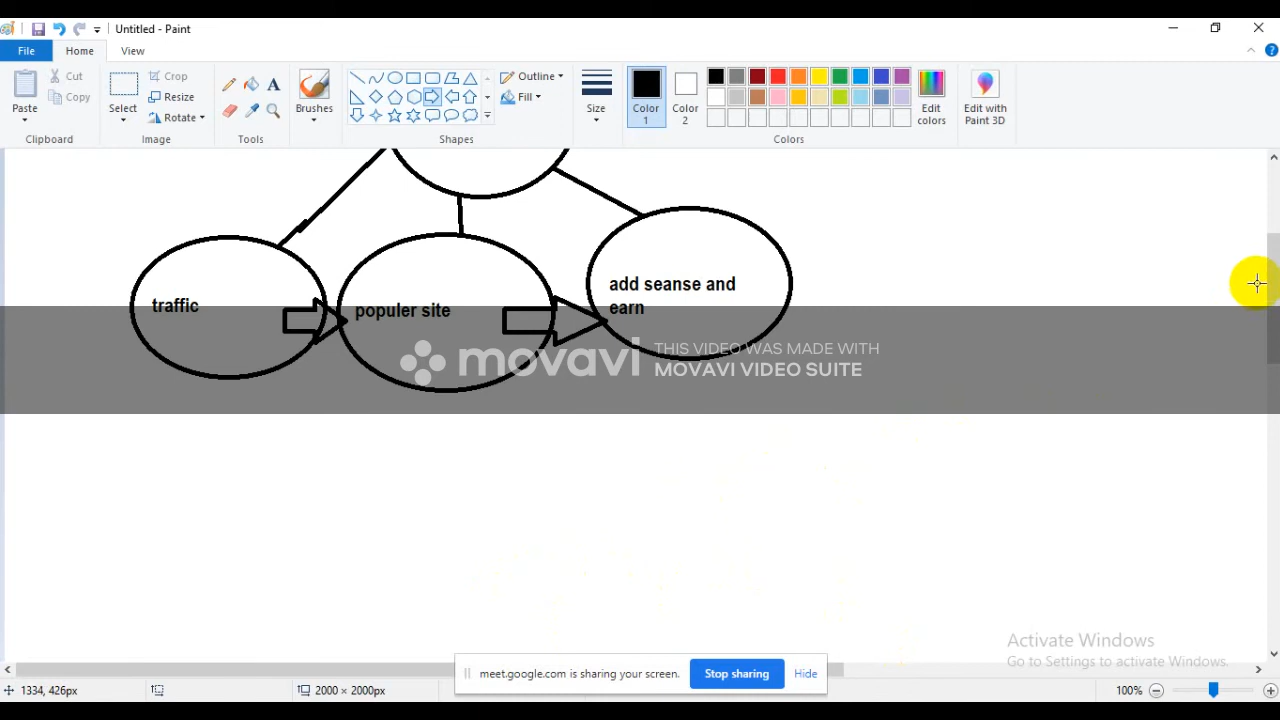 Untitled - Paint
File Home View
Paste
Cut
Copy
Clipboard
Select
Crop
Resize
Rotate
Image
Tools
Brushes
Shapes
Outline
Fill
Size
Color 1
Color 2
Colors
Edit colors
Edit with Paint 3D
traffic
populer site
add seanse and
earn
movavi
THIS VIDEO WAS MADE WITH
MOVAVI VIDEO SUITE
Activate Windows
Go to Settings to activate Windows.
meet.google.com is sharing your screen. Stop sharing Hide
1334, 426px 2000 × 2000px 100%